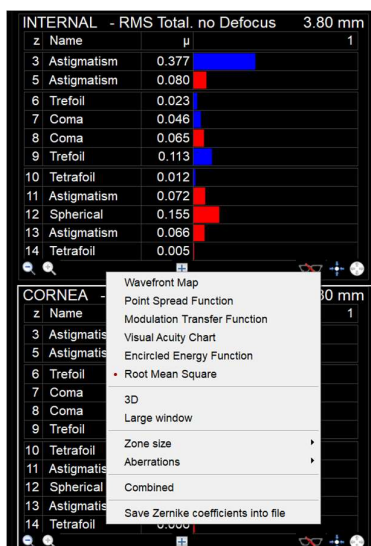 INTERNAL - RMS Total. no Defocus 3.80 mm
z Name µ 1
3 Astigmatism 0.377
5 Astigmatism 0.080
6 Trefoil 0.023
7 Coma 0.046
8 Coma 0.065
9 Trefoil 0.113
10 Tetrafoil 0.012
11 Astigmatism 0.072
12 Spherical 0.155
13 Astigmatism 0.066
14 Tetrafoil 0.005
CORNEA - 80 mm
z Name 1
3 Astigmatis
5 Astigmatis
6 Trefoil
7 Coma
8 Coma
9 Trefoil
10 Tetrafoil
11 Astigmatis
12 Spherical
13 Astigmatis
14 Tetrafoil
Wavefront Map
Point Spread Function
Modulation Transfer Function
Visual Acuity Chart
Encircled Energy Function
• Root Mean Square
3D
Large window
Zone size
Aberrations
Combined
Save Zernike coefficients into file